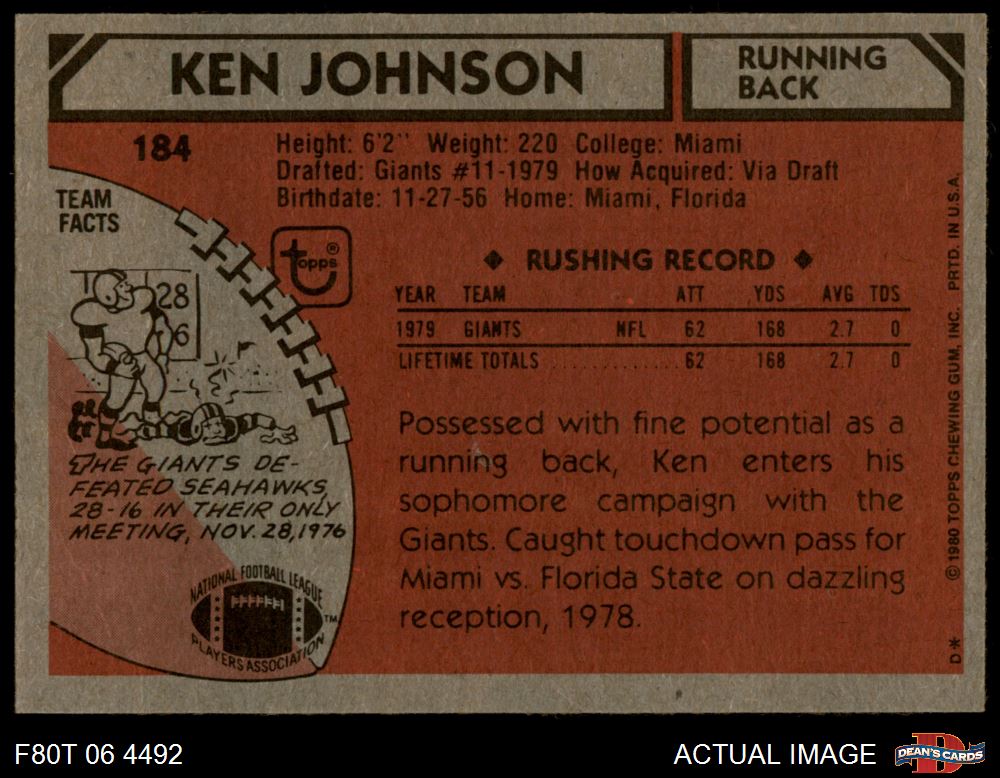 KEN JOHNSON
RUNNING
BACK
184
Height: 6'2" Weight: 220 College: Miami
Drafted: Giants #11-1979 How Acquired: Via Draft
Birthdate: 11-27-56 Home: Miami, Florida
TEAM
FACTS
topps®
28
6
THE GIANTS DE-
FEATED SEAHAWKS,
28-16 IN THEIR ONLY
MEETING, NOV. 28, 1976
NATIONAL FOOTBALL LEAGUE
PLAYERS ASSOCIATION
™
◆ RUSHING RECORD ◆
YEAR TEAM ATT YDS AVG TDS
1979 GIANTS NFL 62 168 2.7 0
LIFETIME TOTALS . . . . . . . . . . . . 62 168 2.7 0
Possessed with fine potential as a
running back, Ken enters his
sophomore campaign with the
Giants. Caught touchdown pass for
Miami vs. Florida State on dazzling
reception, 1978.
©1980 TOPPS CHEWING GUM, INC. PRTD. IN U.S.A.
D*
F80T 06 4492
ACTUAL IMAGE
DEAN'S CARDS